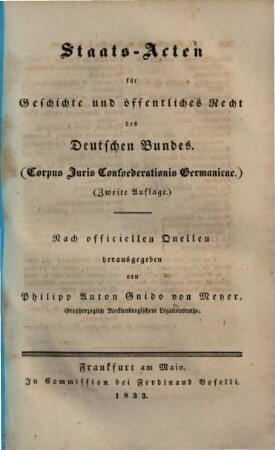 Staats-Acten
für
Geschichte und öffentliches Recht
des
Deutschen Bundes.
(Corpus Juris Confoederationis Germanicae.)
(Zweite Auflage.)
Nach officiellen Quellen
herausgegeben
von
Philipp Anton Guido von Meyer,
Großherzoglich Mecklenburgischem Legationsrathe.
Frankfurt am Main.
In Commission bei Ferdinand Boselli.
1833.